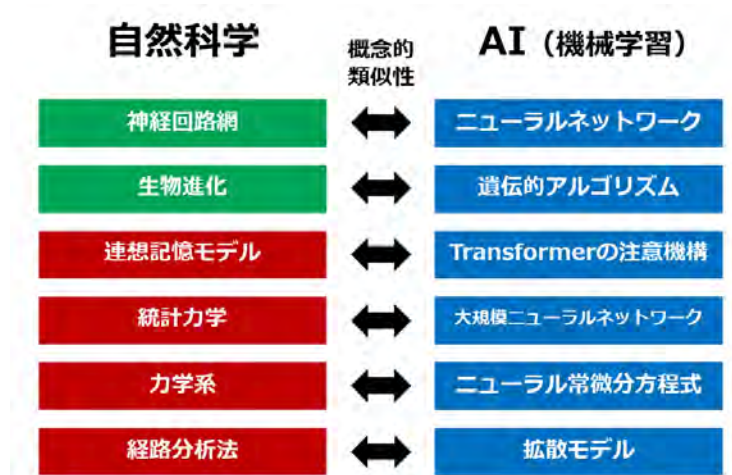 自然科学
概念的
類似性
AI（機械学習）
神経回路網
ニューラルネットワーク
生物進化
遺伝的アルゴリズム
連想記憶モデル
Transformerの注意機構
統計力学
大規模ニューラルネットワーク
力学系
ニューラル常微分方程式
経路分析法
拡散モデル